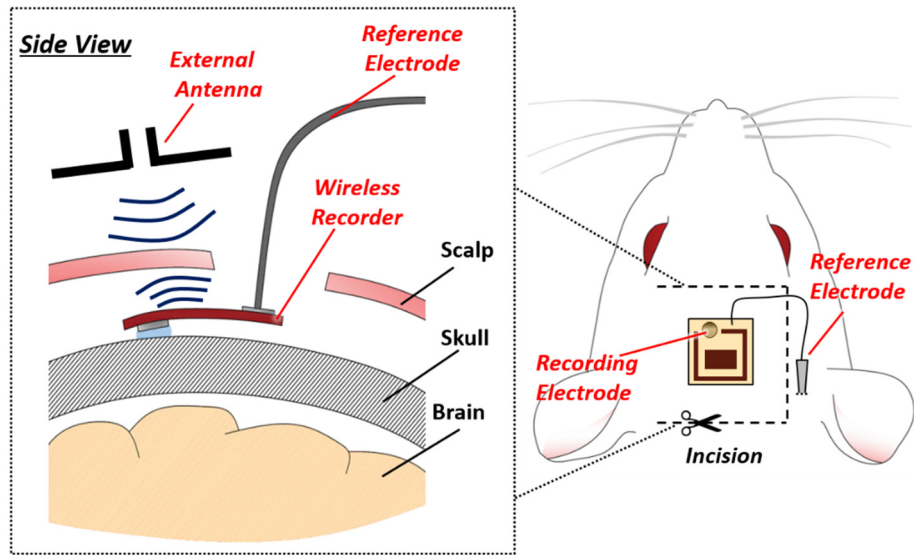 Side View
External
Antenna
Reference
Electrode
Wireless
Recorder
Scalp
Skull
Brain
Reference
Electrode
Recording
Electrode
Incision